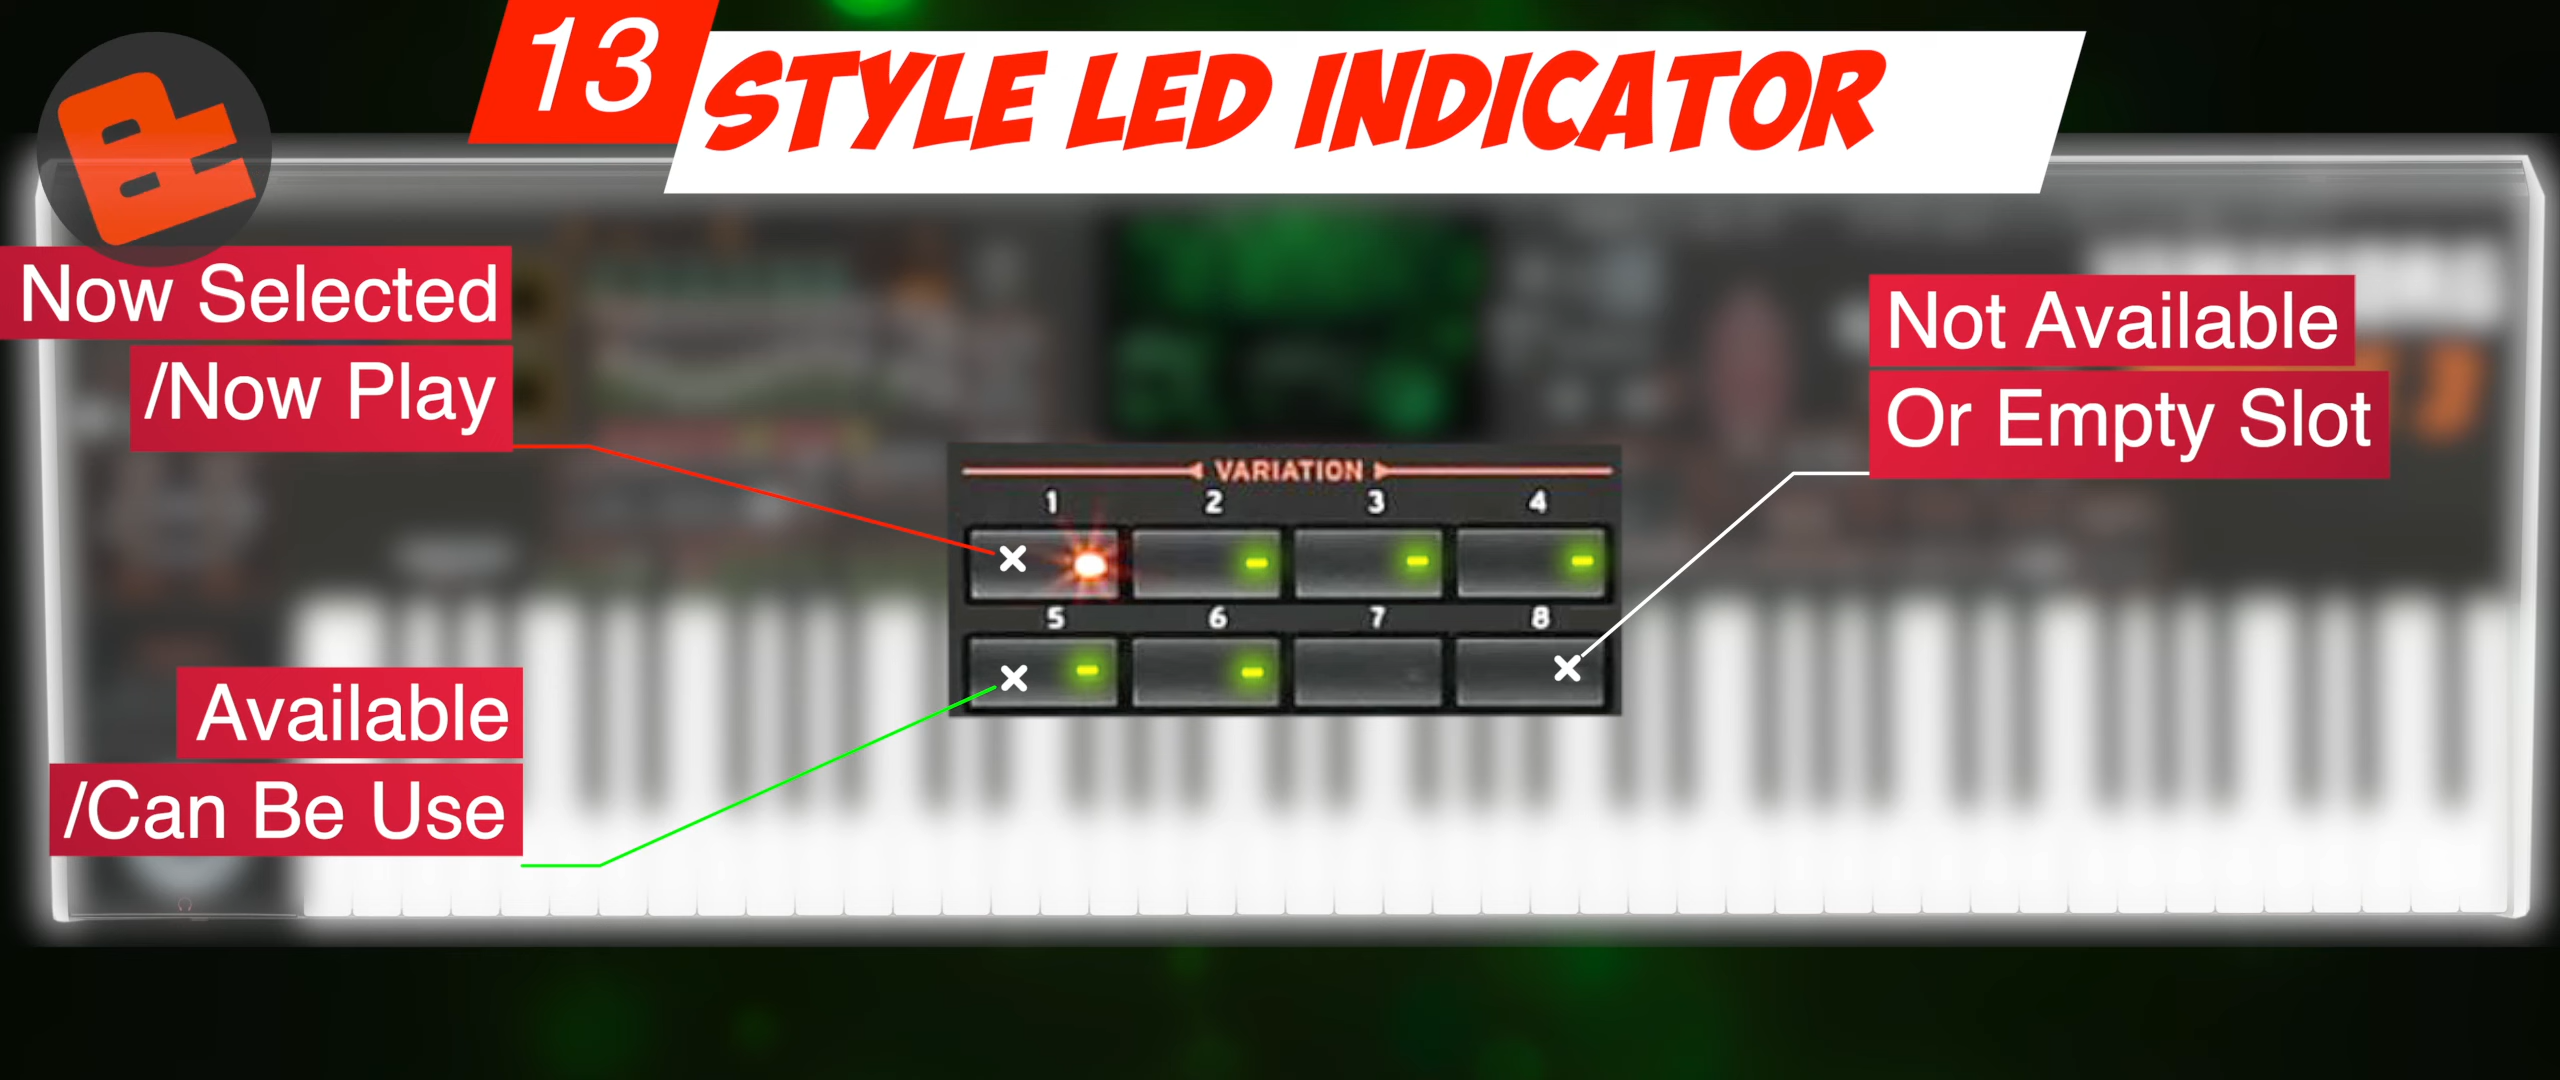 13
STYLE LED INDICATOR
Now Selected
/Now Play
Not Available
Or Empty Slot
VARIATION
1 2 3 4
5 6 7 8
Available
/Can Be Use